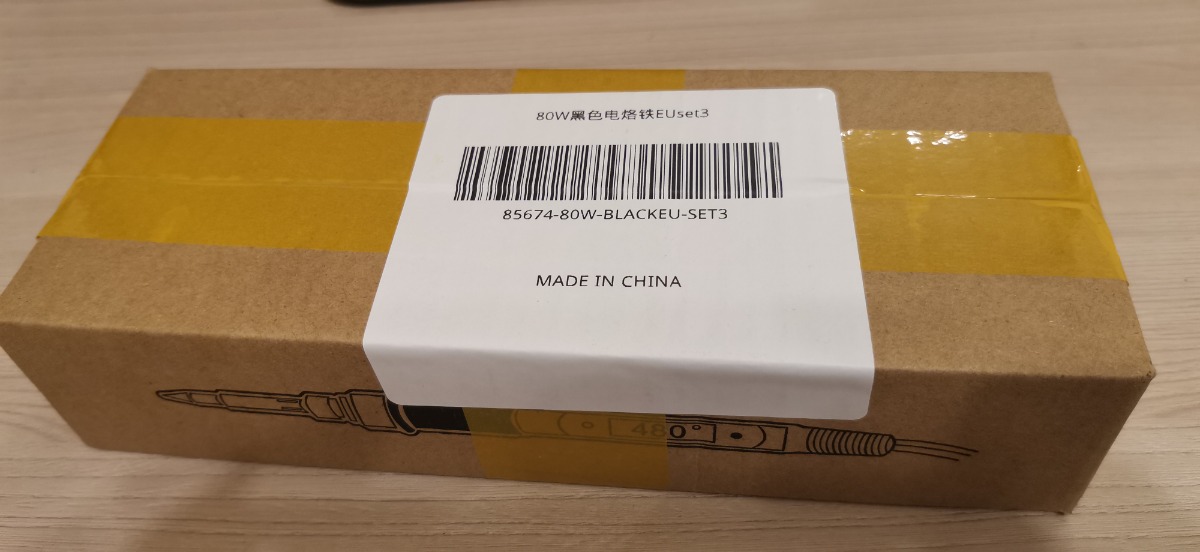 80W黑色电烙铁EUset3
85674-80W-BLACKEU-SET3
MADE IN CHINA
480°